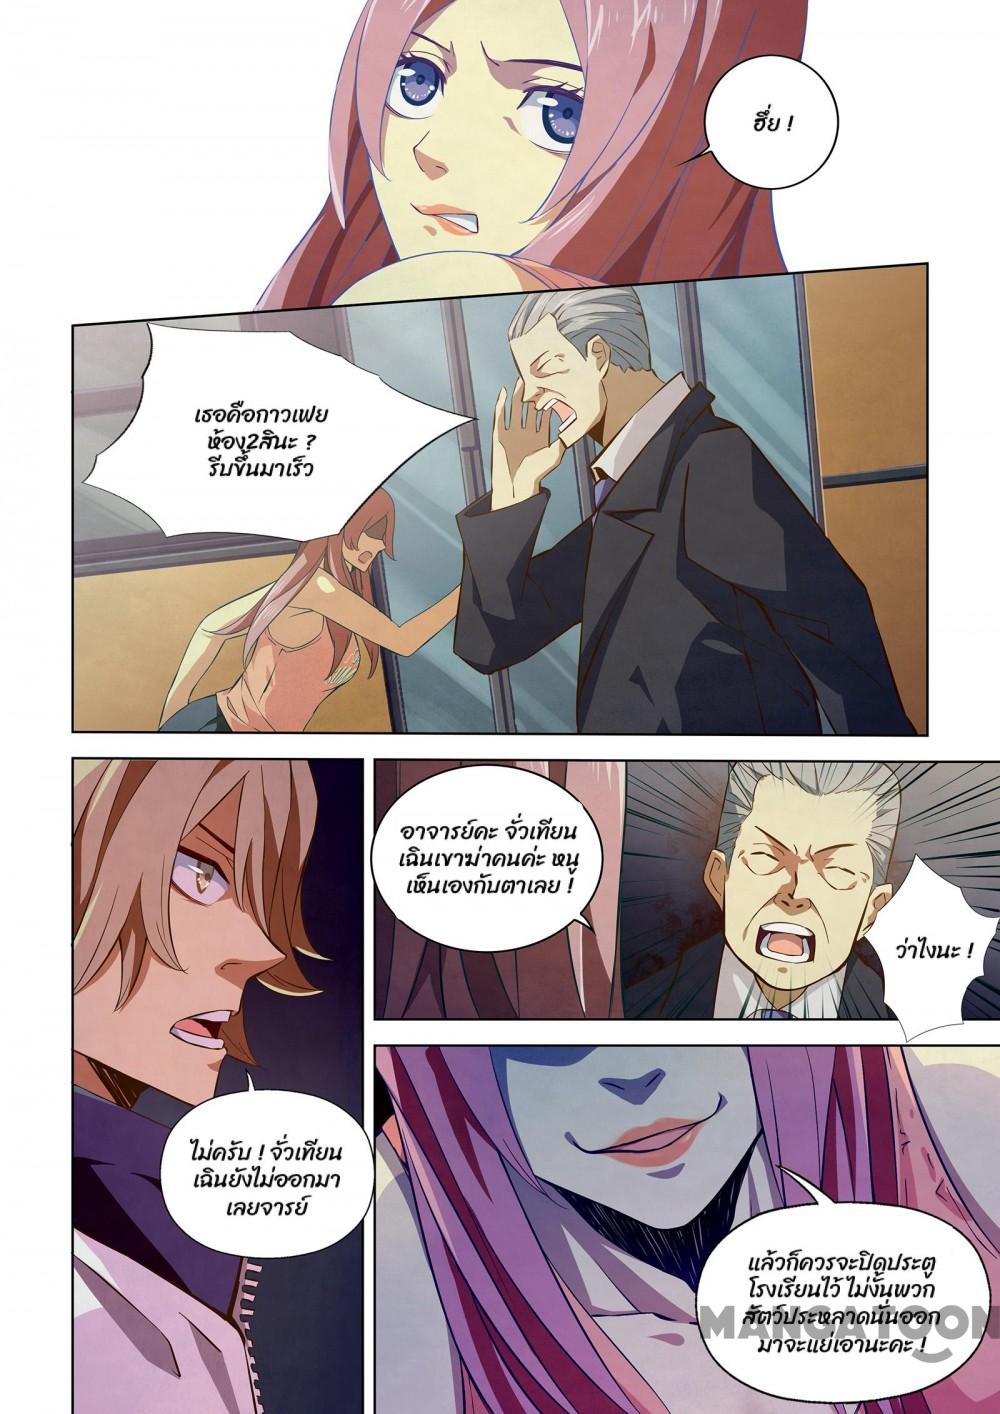 ฮึ่ย !
เธอคือกาวเฟย
ห้อง2สินะ ?
รีบขึ้นมาเร็ว
อาจารย์คะ จั่วเทียน
เฉินเขาฆ่าคนค่ะ หนู
เห็นเองกับตาเลย !
ว่าไงนะ !
ไม่ครับ ! จั่วเทียน
เฉินยังไม่ออกมา
เลยจารย์
แล้วก็ควรจะปิดประตู
โรงเรียนไว้ ไม่งั้นพวก
สัตว์ประหลาดนั่นออก
มาจะแย่เอานะคะ !
MANGATOON